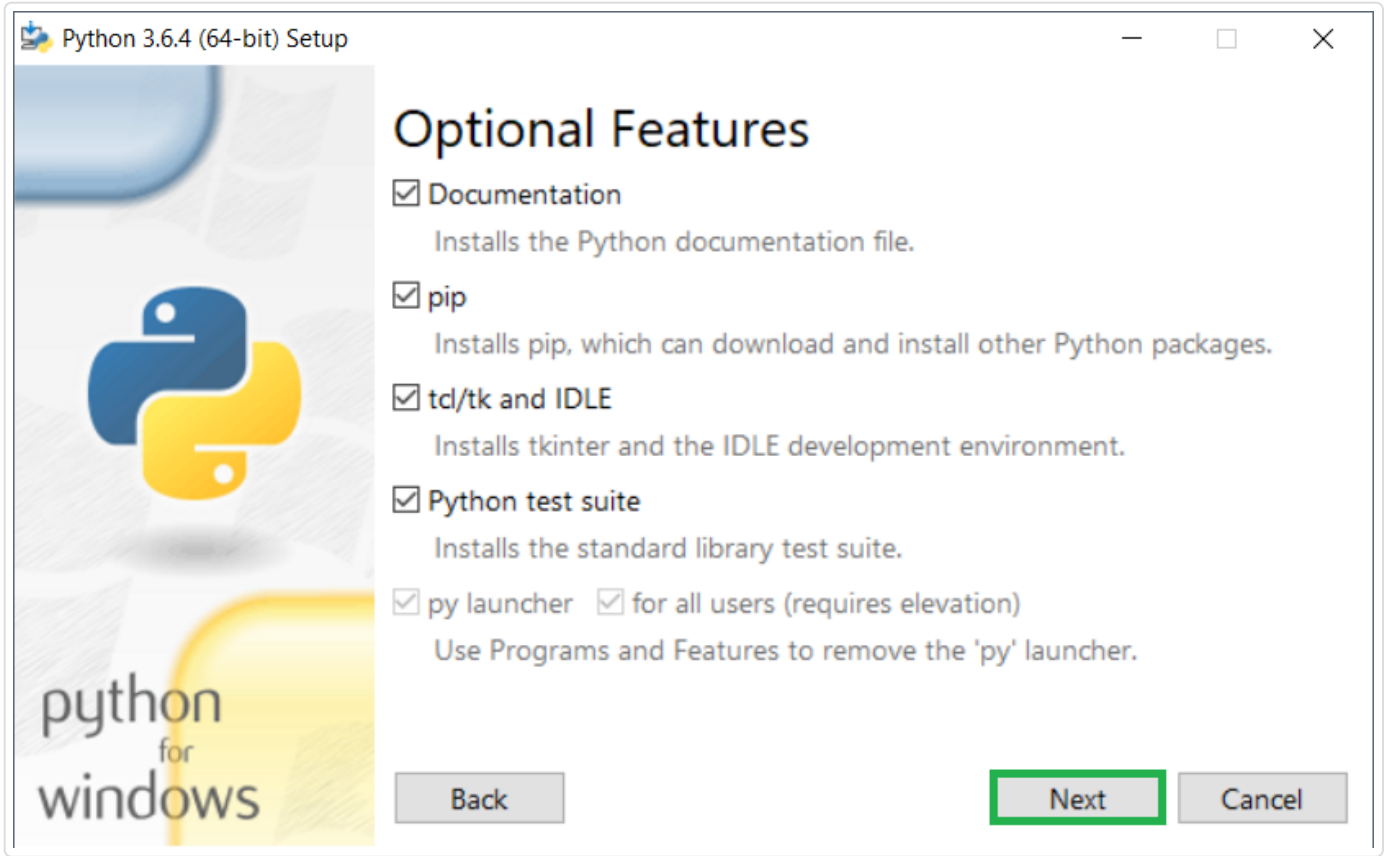 Python 3.6.4 (64-bit) Setup
Optional Features
Documentation
Installs the Python documentation file.
pip
Installs pip, which can download and install other Python packages.
tcl/tk and IDLE
Installs tkinter and the IDLE development environment.
Python test suite
Installs the standard library test suite.
py launcher for all users (requires elevation)
Use Programs and Features to remove the 'py' launcher.
python
for
windows
Back Next Cancel